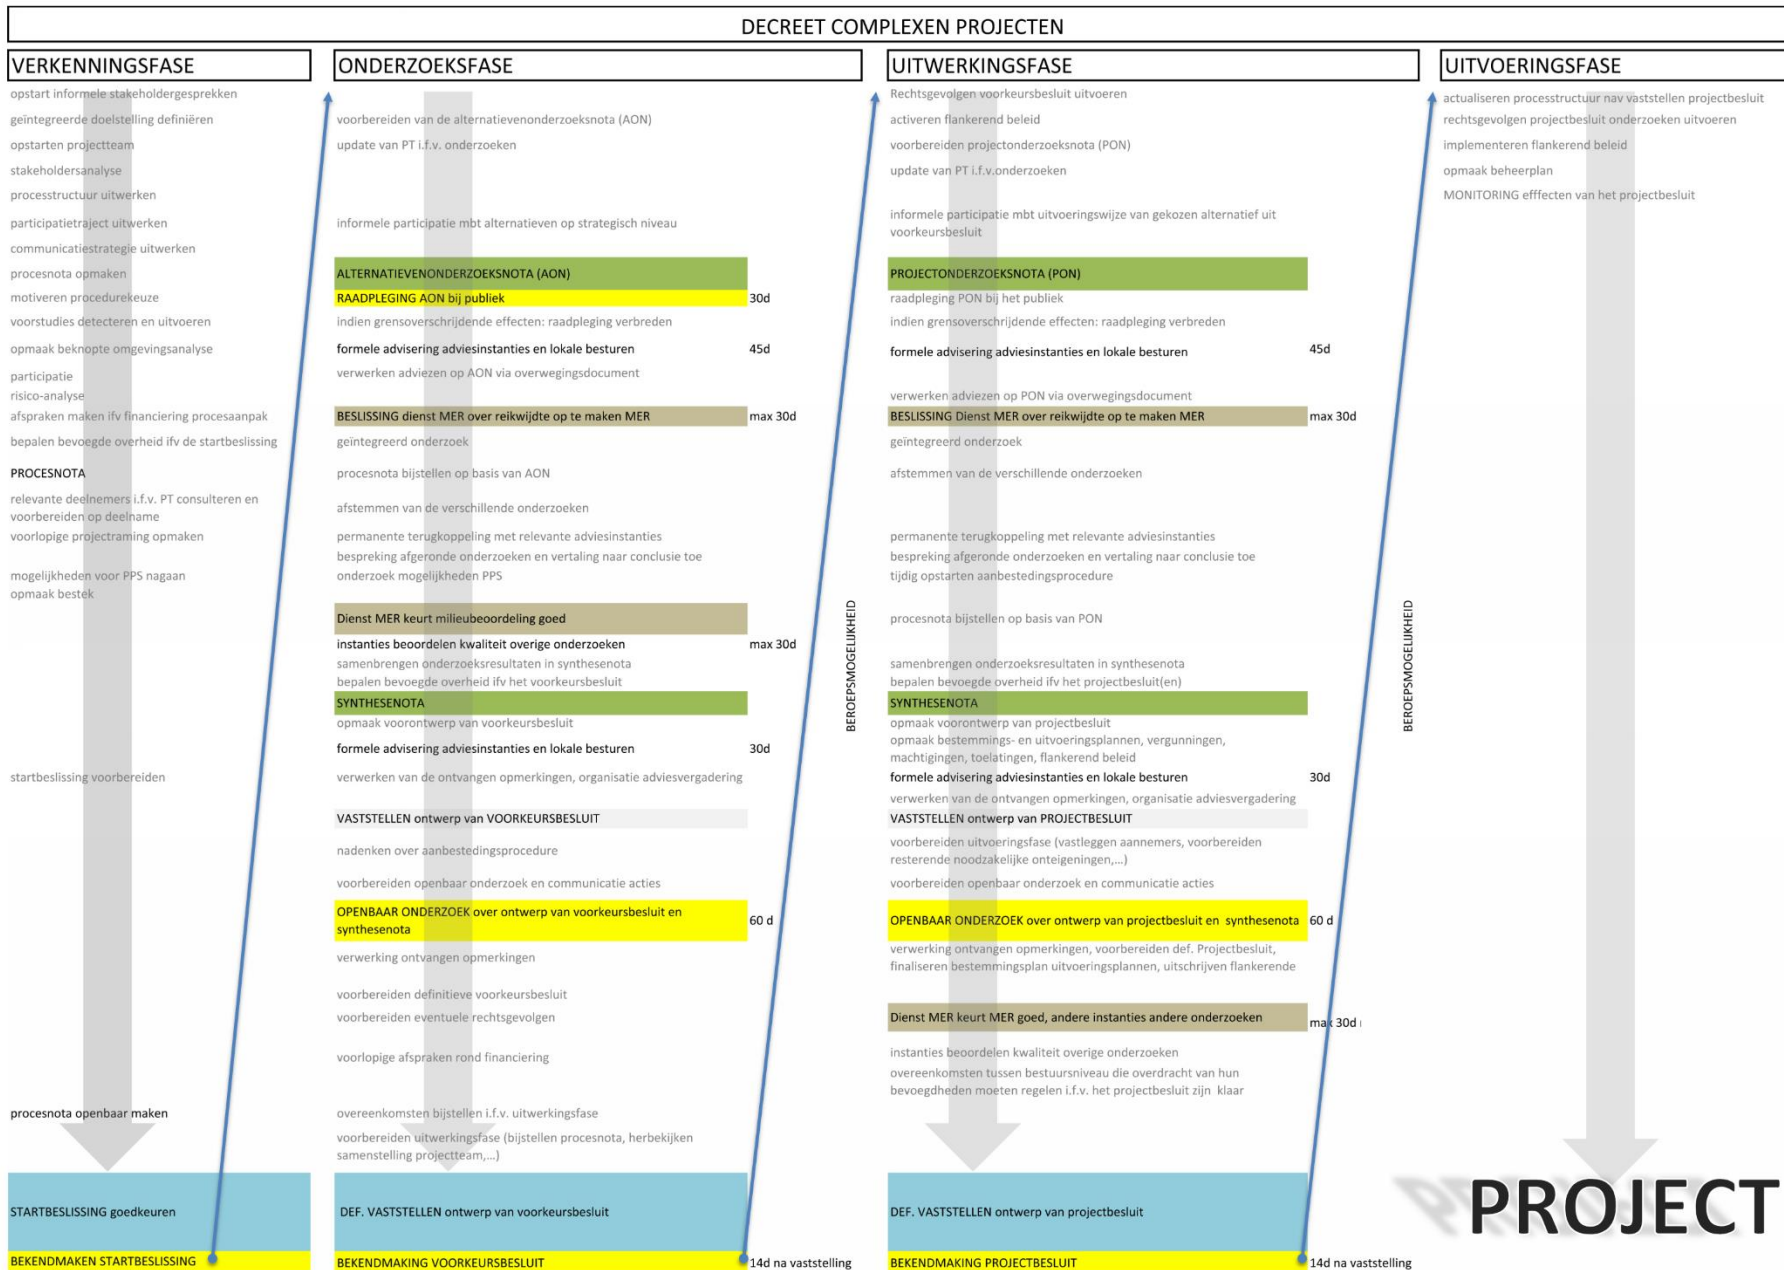 DECREET COMPLEXEN PROJECTEN
VERKENNINGSFASE
opstart informele stakeholdergesprekken
geïntegreerde doelstelling definiëren
opstarten projectteam
stakeholdersanalyse
processtructuur uitwerken
participatietraject uitwerken
communicatiestrategie uitwerken
procesnota opmaken
motiveren procedurekeuze
voorstudies detecteren en uitvoeren
opmaak beknopte omgevingsanalyse
participatie
risico-analyse
afspraken maken ifv financiering procesaanpak
bepalen bevoegde overheid ifv de startbeslissing
PROCESNOTA
relevante deelnemers i.f.v. PT consulteren en
voorbereiden op deelname
voorlopige projectraming opmaken
mogelijkheden voor PPS nagaan
opmaak bestek
startbeslissing voorbereiden
procesnota openbaar maken
STARTBESLISSING goedkeuren
BEKENDMAKEN STARTBESLISSING
ONDERZOEKSFASE
voorbereiden van de alternatievenonderzoeksnota (AON)
update van PT i.f.v. onderzoeken
informele participatie mbt alternatieven op strategisch niveau
ALTERNATIEVENONDERZOEKSNOTA (AON)
RAADPLEGING AON bij publiek 30d
indien grensoverschrijdende effecten: raadpleging verbreden
formele advisering adviesinstanties en lokale besturen 45d
verwerken adviezen op AON via overwegingsdocument
BESLISSING dienst MER over reikwijdte op te maken MER max 30d
geïntegreerd onderzoek
procesnota bijstellen op basis van AON
afstemmen van de verschillende onderzoeken
permanente terugkoppeling met relevante adviesinstanties
bespreking afgeronde onderzoeken en vertaling naar conclusie toe
onderzoek mogelijkheden PPS
Dienst MER keurt milieubeoordeling goed
instanties beoordelen kwaliteit overige onderzoeken max 30d
samenbrengen onderzoeksresultaten in synthesenota
bepalen bevoegde overheid ifv het voorkeursbesluit
SYNTHESENOTA
opmaak voorontwerp van voorkeursbesluit
formele advisering adviesinstanties en lokale besturen 30d
verwerken van de ontvangen opmerkingen, organisatie adviesvergadering
VASTSTELLEN ontwerp van VOORKEURSBESLUIT
nadenken over aanbestedingsprocedure
voorbereiden openbaar onderzoek en communicatie acties
OPENBAAR ONDERZOEK over ontwerp van voorkeursbesluit en
synthesenota 60 d
verwerking ontvangen opmerkingen
voorbereiden definitieve voorkeursbesluit
voorbereiden eventuele rechtsgevolgen
voorlopige afspraken rond financiering
overeenkomsten bijstellen i.f.v. uitwerkingsfase
voorbereiden uitwerkingsfase (bijstellen procesnota, herbekijken
samenstelling projectteam,...)
DEF. VASTSTELLEN ontwerp van voorkeursbesluit
BEKENDMAKING VOORKEURSBESLUIT 14d na vaststelling
BEROEPSMOGELIJKHEID
UITWERKINGSFASE
Rechtsgevolgen voorkeursbesluit uitvoeren
activeren flankerend beleid
voorbereiden projectonderzoeksnota (PON)
update van PT i.f.v.onderzoeken
informele participatie mbt uitvoeringswijze van gekozen alternatief uit
voorkeursbesluit
PROJECTONDERZOEKSNOTA (PON)
raadpleging PON bij het publiek
indien grensoverschrijdende effecten: raadpleging verbreden
formele advisering adviesinstanties en lokale besturen 45d
verwerken adviezen op PON via overwegingsdocument
BESLISSING Dienst MER over reikwijdte op te maken MER max 30d
geïntegreerd onderzoek
afstemmen van de verschillende onderzoeken
permanente terugkoppeling met relevante adviesinstanties
bespreking afgeronde onderzoeken en vertaling naar conclusie toe
tijdig opstarten aanbestedingsprocedure
procesnota bijstellen op basis van PON
samenbrengen onderzoeksresultaten in synthesenota
bepalen bevoegde overheid ifv het projectbesluit(en)
SYNTHESENOTA
opmaak voorontwerp van projectbesluit
opmaak bestemmings- en uitvoeringsplannen, vergunningen,
machtigingen, toelatingen, flankerend beleid
formele advisering adviesinstanties en lokale besturen 30d
verwerken van de ontvangen opmerkingen, organisatie adviesvergadering
VASTSTELLEN ontwerp van PROJECTBESLUIT
voorbereiden uitvoeringsfase (vastleggen aannemers, voorbereiden
resterende noodzakelijke onteigeningen,...)
voorbereiden openbaar onderzoek en communicatie acties
OPENBAAR ONDERZOEK over ontwerp van projectbesluit en synthesenota 60 d
verwerking ontvangen opmerkingen, voorbereiden def. Projectbesluit,
finaliseren bestemmingsplan uitvoeringsplannen, uitschrijven flankerende
Dienst MER keurt MER goed, andere instanties andere onderzoeken max 30d
instanties beoordelen kwaliteit overige onderzoeken
overeenkomsten tussen bestuursniveau die overdracht van hun
bevoegdheden moeten regelen i.f.v. het projectbesluit zijn klaar
DEF. VASTSTELLEN ontwerp van projectbesluit
BEKENDMAKING PROJECTBESLUIT 14d na vaststelling
BEROEPSMOGELIJKHEID
UITVOERINGSFASE
actualiseren processtructuur nav vaststellen projectbesluit
rechtsgevolgen projectbesluit onderzoeken uitvoeren
implementeren flankerend beleid
opmaak beheerplan
MONITORING efffecten van het projectbesluit
PROJECT